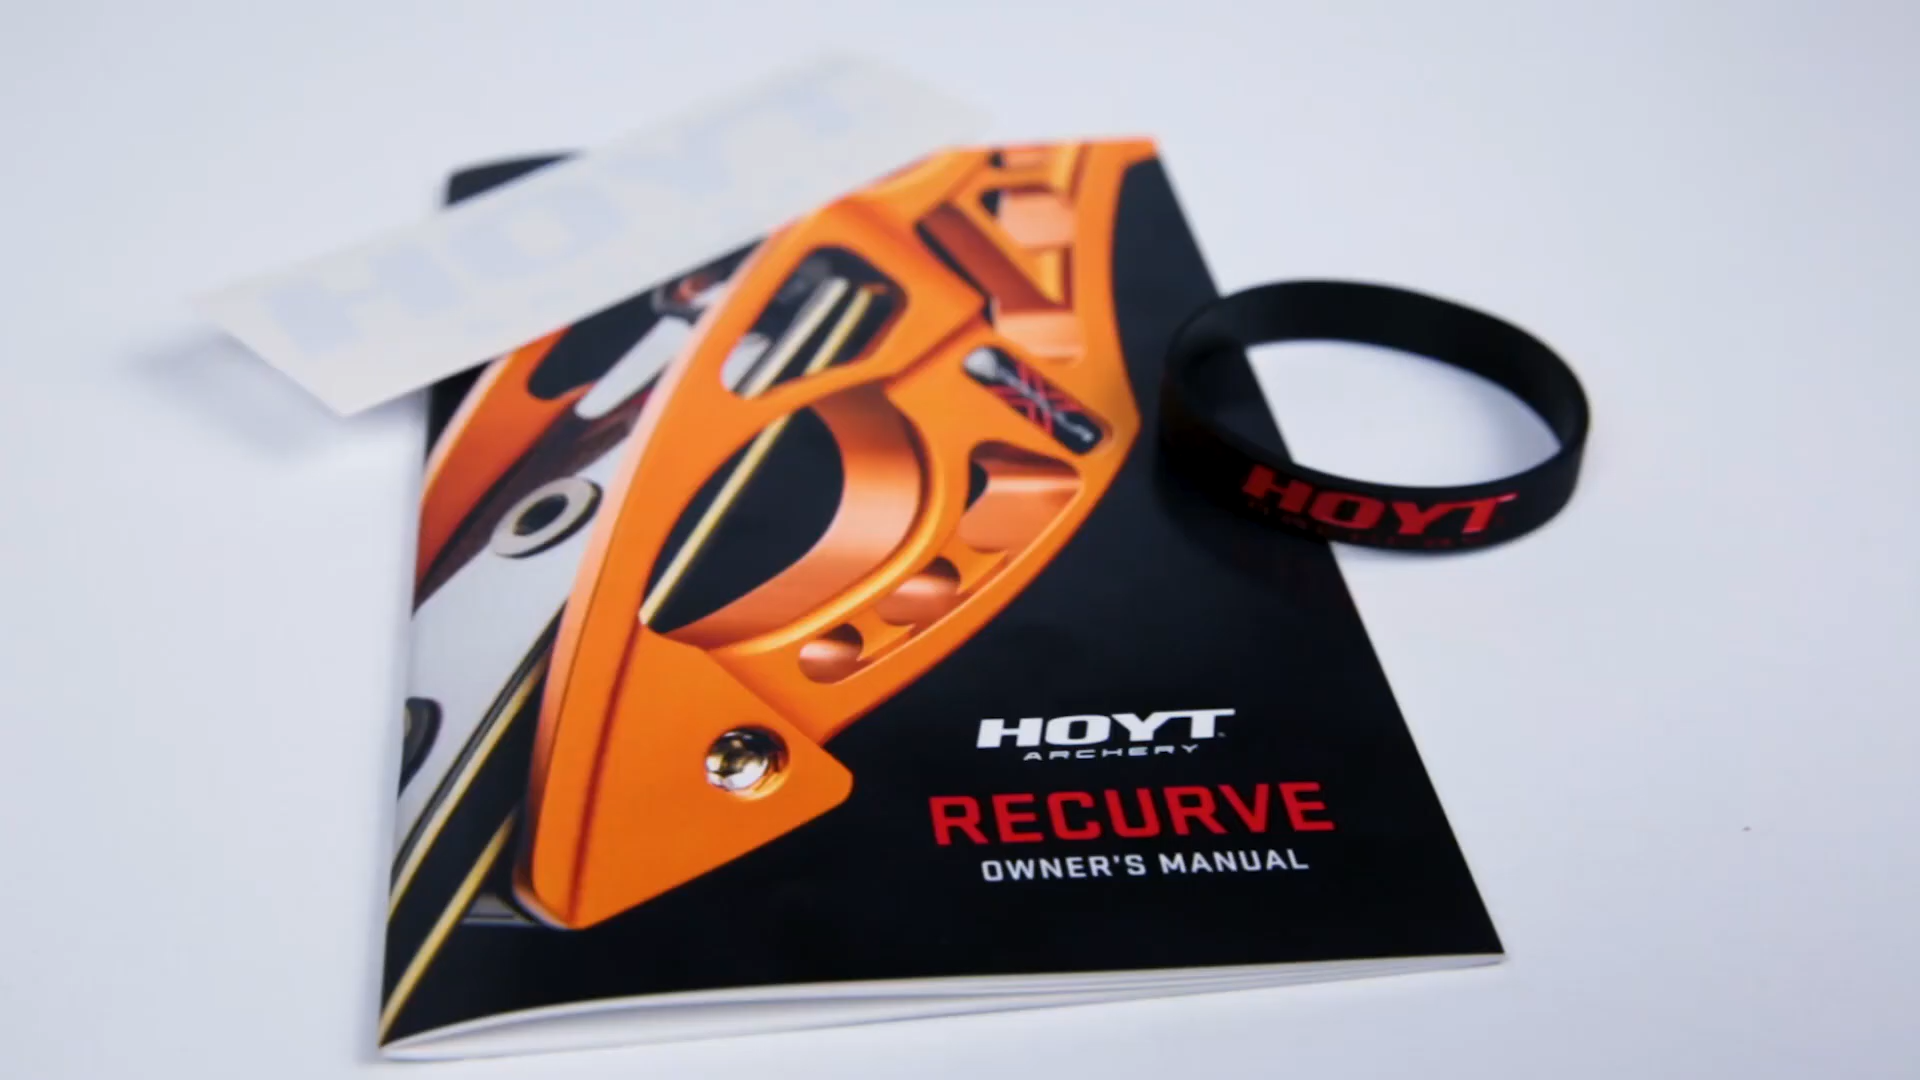 HOYT
HOYT
HOYT
ARCHERY
RECURVE
OWNER'S MANUAL